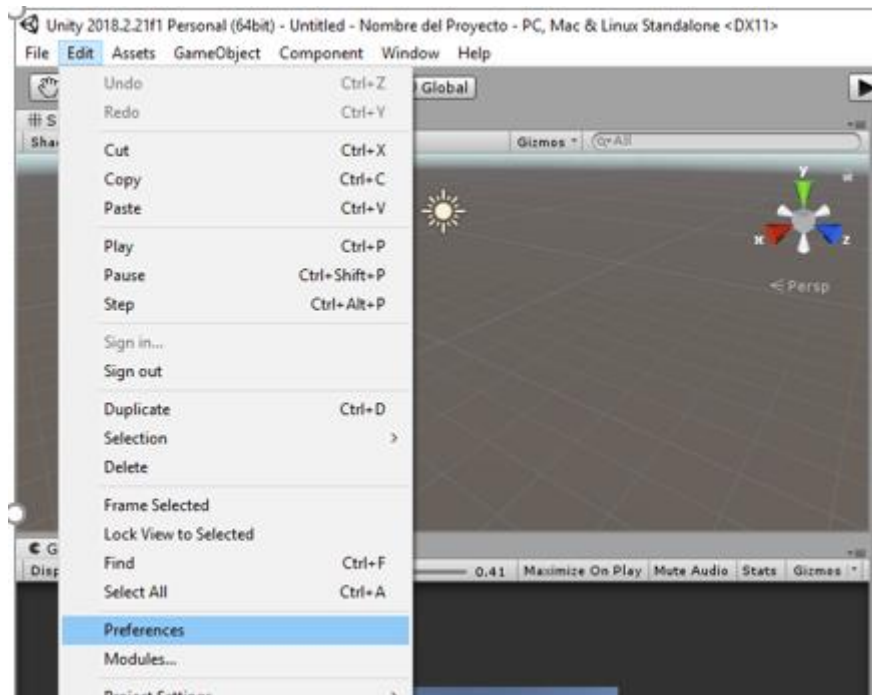 Unity 2018.2.21f1 Personal (64bit) - Untitled - Nombre del Proyecto - PC, Mac & Linux Standalone <DX11>
File Edit Assets GameObject Component Window Help
Undo Ctrl+Z
Global
Redo Ctrl+Y
Gizmos All
Cut Ctrl+X
Copy Ctrl+C
Paste Ctrl+V
y
x z
Persp
Play Ctrl+P
Pause Ctrl+Shift+P
Step Ctrl+Alt+P
Sign in...
Sign out
Duplicate Ctrl+D
Selection >
Delete
Frame Selected
Lock View to Selected
Find Ctrl+F
0.41 Maximize On Play Mute Audio Stats Gizmos
Select All Ctrl+A
Preferences
Modules...
Project Settings >